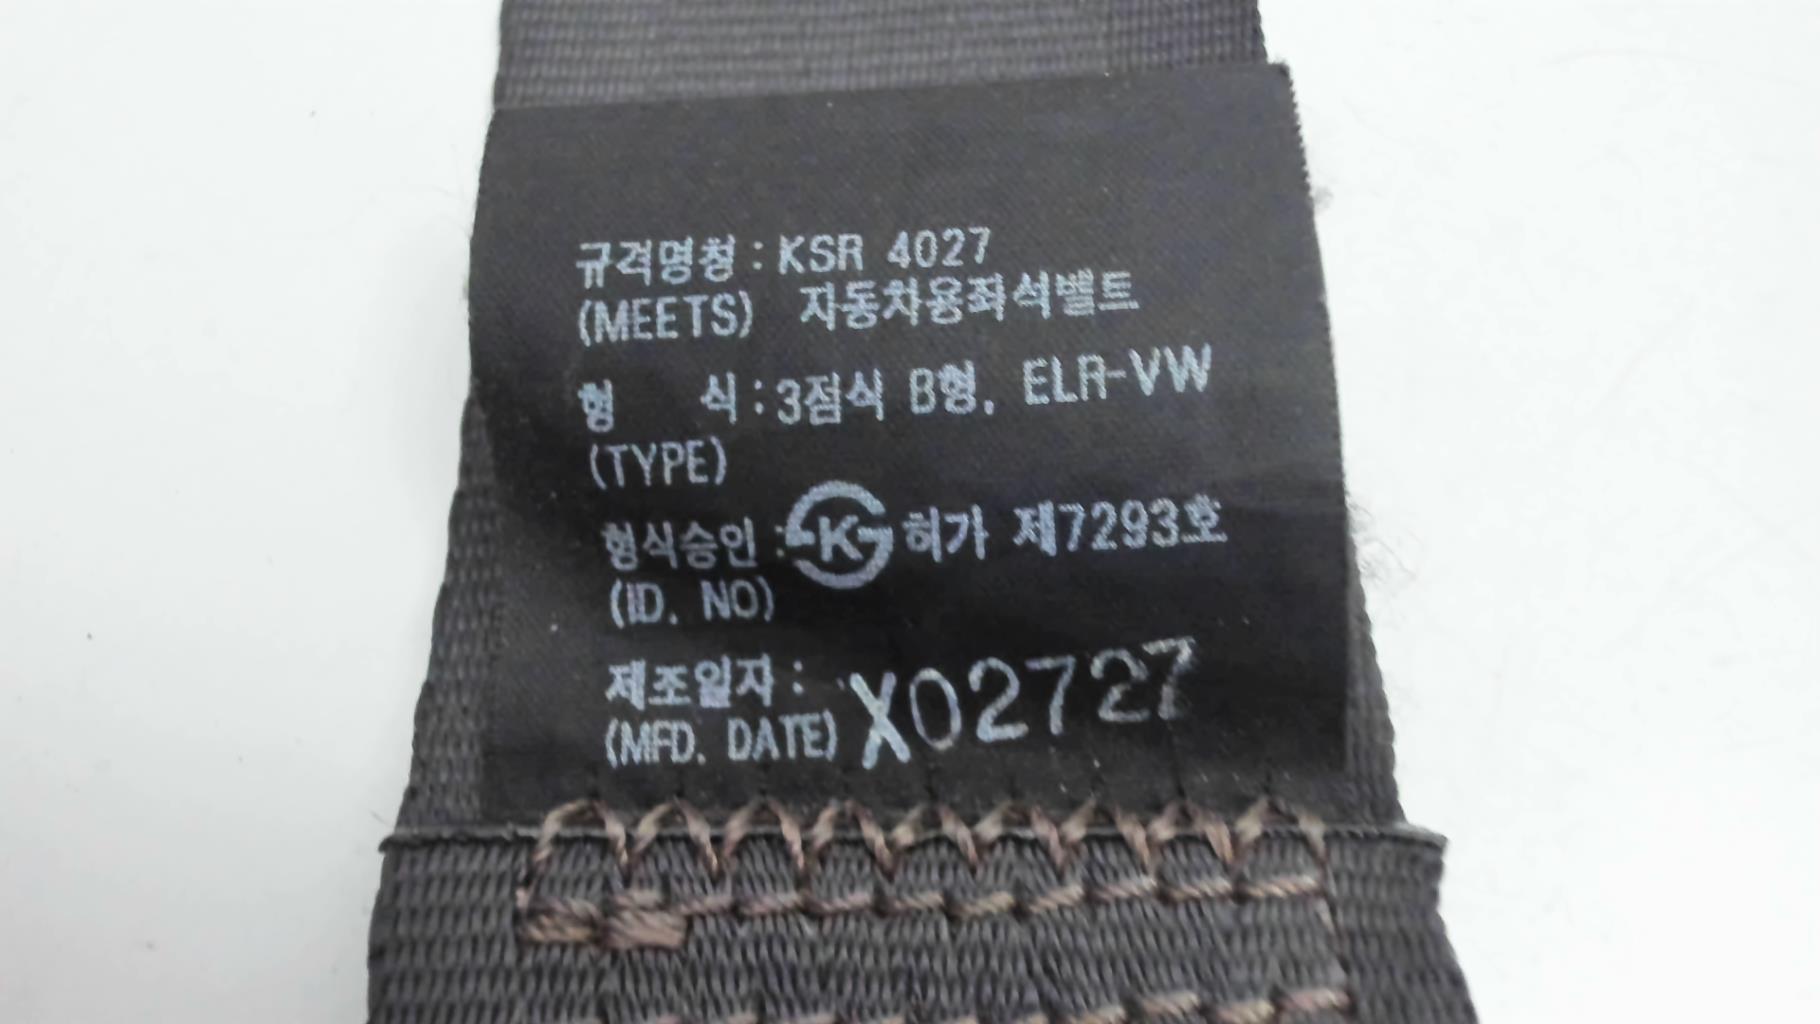 규격명칭 : KSR 4027
(MEETS) 자동차용좌석벨트
형 식 : 3점식 B형, ELR-VW
(TYPE)
형식승인 : K 허가 제7293호
(ID. NO)
제조일자 : X02727
(MFD. DATE)